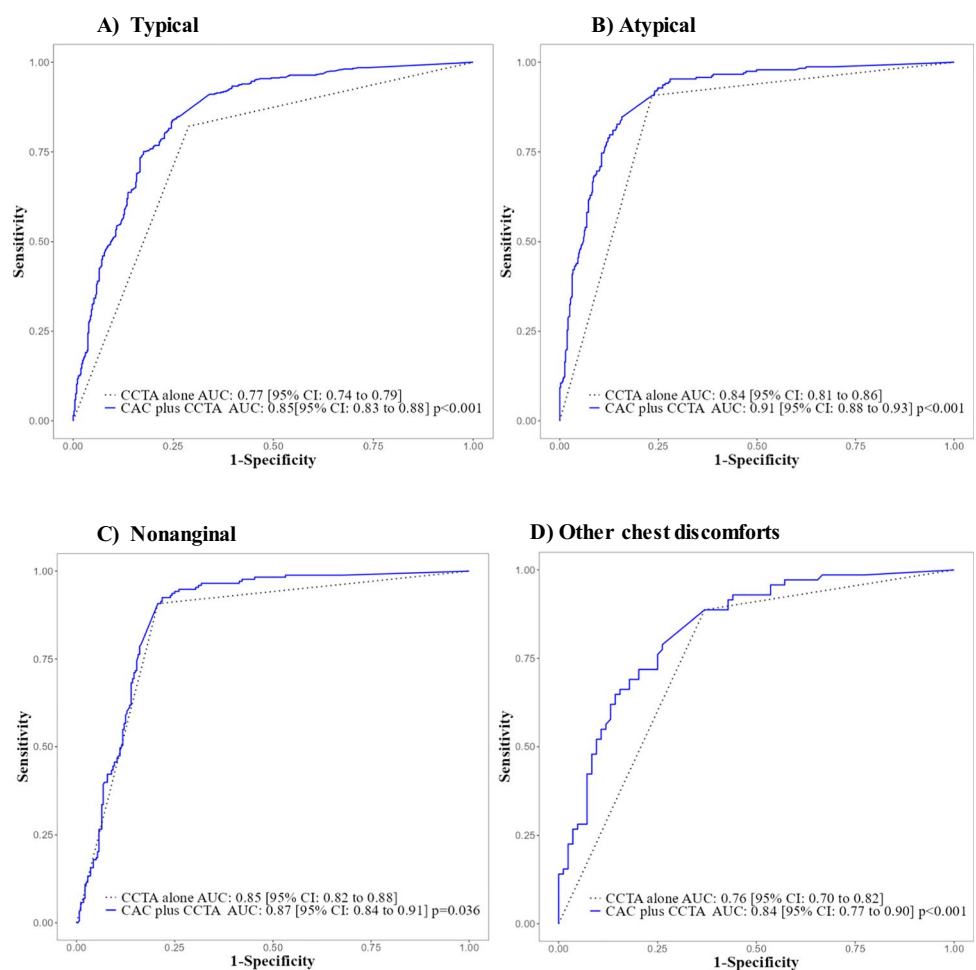 A) Typical
1.00
0.75
0.50
0.25
0.00
Sensitivity
CCTA alone AUC: 0.77 [95% CI: 0.74 to 0.79]
CAC plus CCTA AUC: 0.85[95% CI: 0.83 to 0.88] p<0.001
0.00
0.25
0.50
0.75
1.00
1-Specificity
B) Atypical
1.00
0.75
0.50
0.25
0.00
Sensitivity
CCTA alone AUC: 0.84 [95% CI: 0.81 to 0.86]
CAC plus CCTA AUC: 0.91 [95% CI: 0.88 to 0.93] p<0.001
0.00
0.25
0.50
0.75
1.00
1-Specificity
C) Nonanginal
1.00
0.75
0.50
0.25
0.00
Sensitivity
CCTA alone AUC: 0.85 [95% CI: 0.82 to 0.88]
CAC plus CCTA AUC: 0.87 [95% CI: 0.84 to 0.91] p=0.036
0.00
0.25
0.50
0.75
1.00
1-Specificity
D) Other chest discomforts
1.00
0.75
0.50
0.25
0.00
Sensitivity
CCTA alone AUC: 0.76 [95% CI: 0.70 to 0.82]
CAC plus CCTA AUC: 0.84 [95% CI: 0.77 to 0.90] p<0.001
0.00
0.25
0.50
0.75
1.00
1-Specificity